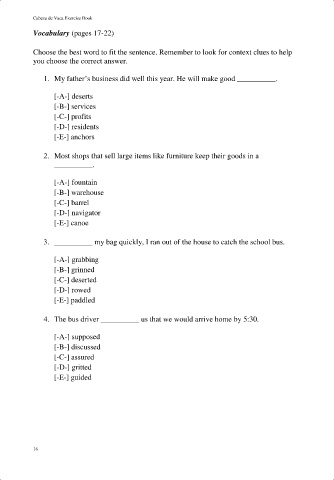 Cabeza de Vaca Exercise Book
Vocabulary (pages 17-22)
Choose the best word to fit the sentence. Remember to look for context clues to help
you choose the correct answer.
1. My father's business did well this year. He will make good __________.
[-A-] deserts
[-B-] services
[-C-] profits
[-D-] residents
[-E-] anchors
2. Most shops that sell large items like furniture keep their goods in a
__________.
[-A-] fountain
[-B-] warehouse
[-C-] barrel
[-D-] navigator
[-E-] canoe
3. __________ my bag quickly, I ran out of the house to catch the school bus.
[-A-] grabbing
[-B-] grinned
[-C-] deserted
[-D-] rowed
[-E-] paddled
4. The bus driver __________ us that we would arrive home by 5:30.
[-A-] supposed
[-B-] discussed
[-C-] assured
[-D-] gritted
[-E-] guided